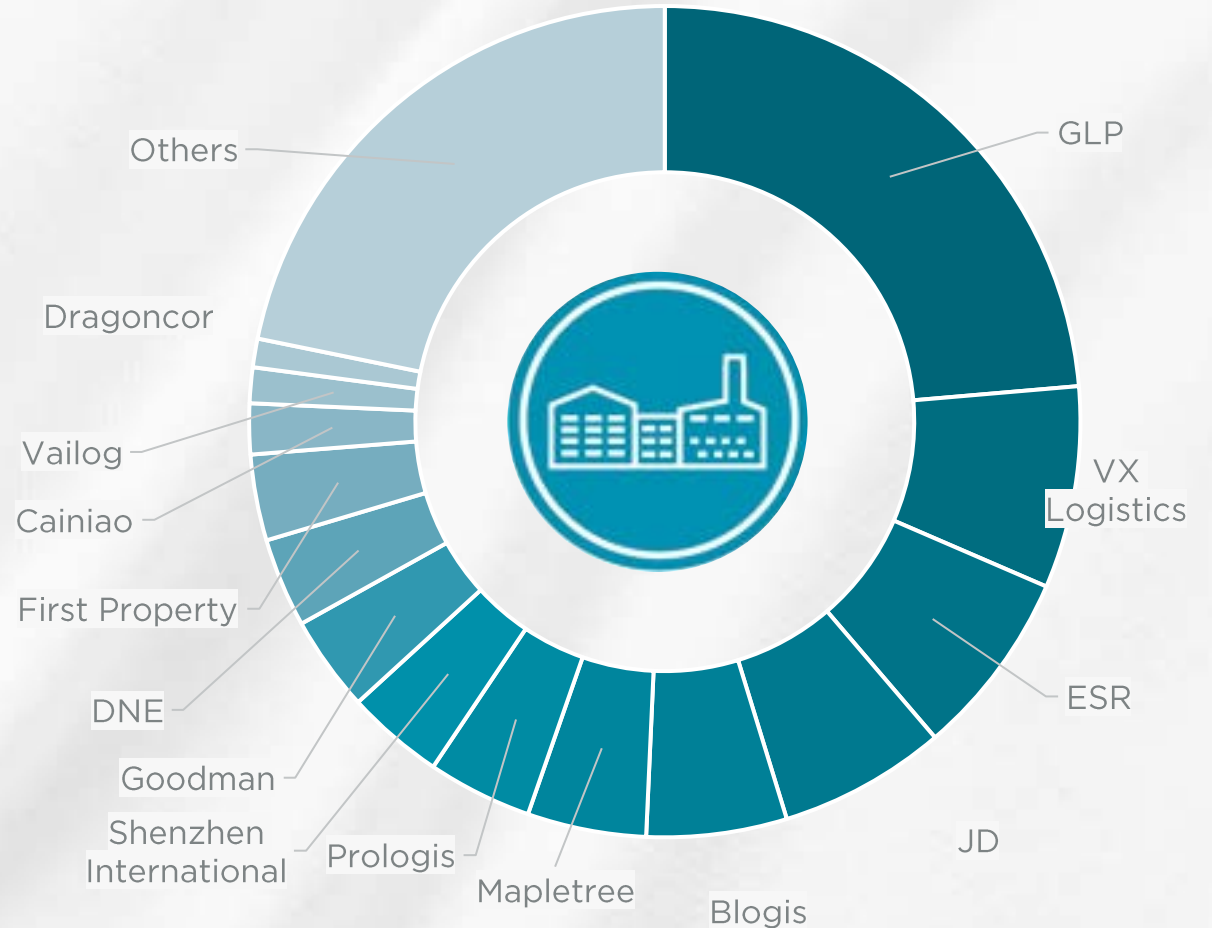 GLP
Others
Dragoncor
Vailog
VX
Logistics
Cainiao
First Property
ESR
DNE
Goodman
Shenzhen
International
JD
Prologis
Mapletree
Blogis